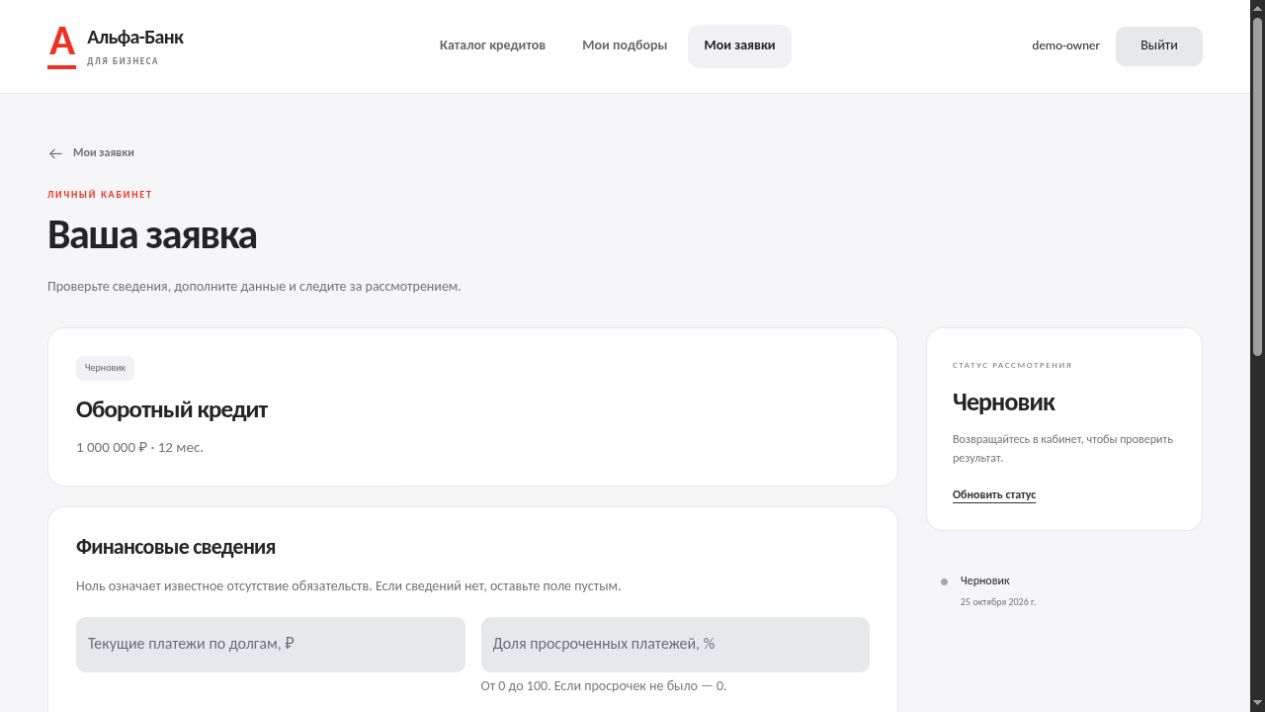 А
Альфа-Банк
ДЛЯ БИЗНЕСА
Каталог кредитов
Мои подборы
Мои заявки
demo-owner
Выйти
← Мои заявки
ЛИЧНЫЙ КАБИНЕТ
Ваша заявка
Проверьте сведения, дополните данные и следите за рассмотрением.
Черновик
Оборотный кредит
1 000 000 ₽ · 12 мес.
Финансовые сведения
Ноль означает известное отсутствие обязательств. Если сведений нет, оставьте поле пустым.
Текущие платежи по долгам, ₽
Доля просроченных платежей, %
От 0 до 100. Если просрочек не было — 0.
СТАТУС РАССМОТРЕНИЯ
Черновик
Возвращайтесь в кабинет, чтобы проверить
результат.
Обновить статус
Черновик
25 октября 2026 г.